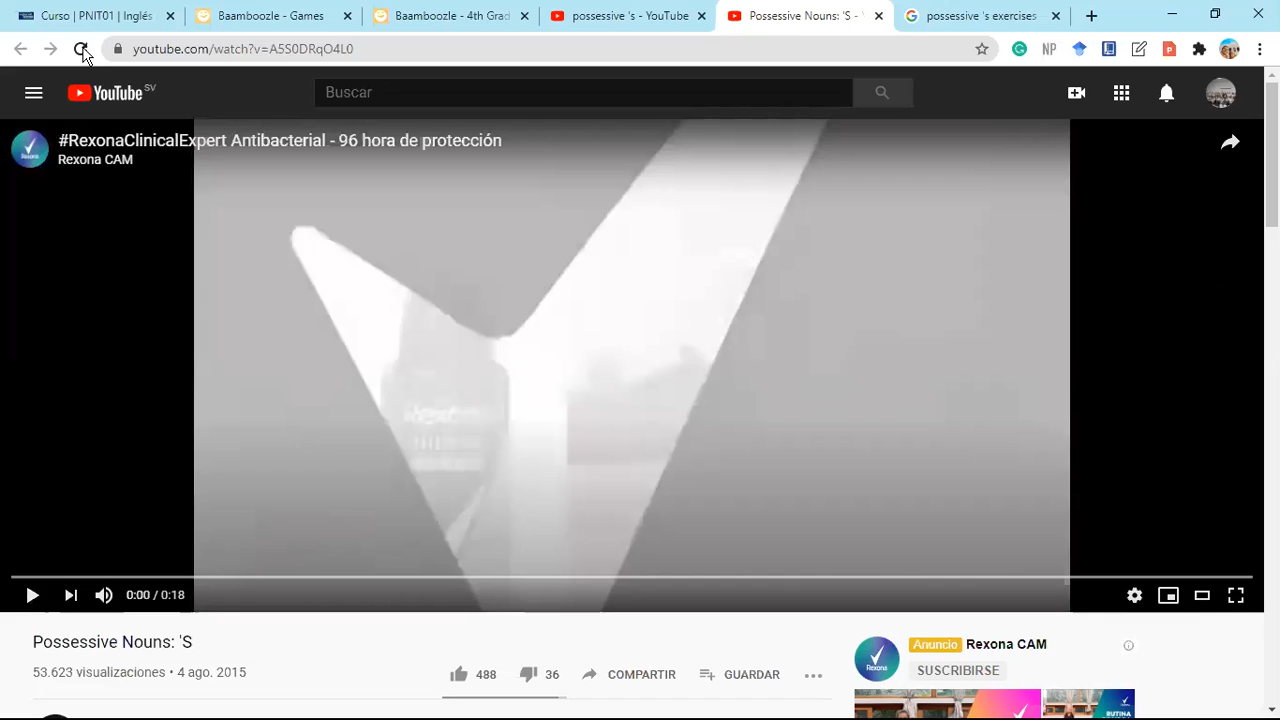 Curso | PNIT01 | Inglés
Baamboozle - Games
Baamboozle - 4th Grad
possessive 's - YouTube
Possessive Nouns: 'S -
possessive 's exercises
youtube.com/watch?v=A5S0DRqO4L0
NP
YouTube SV
Buscar
#RexonaClinicalExpert Antibacterial - 96 hora de protección
Rexona CAM
0:00 / 0:18
Possessive Nouns: 'S
53.623 visualizaciones • 4 ago. 2015
488
36
COMPARTIR
GUARDAR
Anuncio Rexona CAM
SUSCRIBIRSE
Rexona